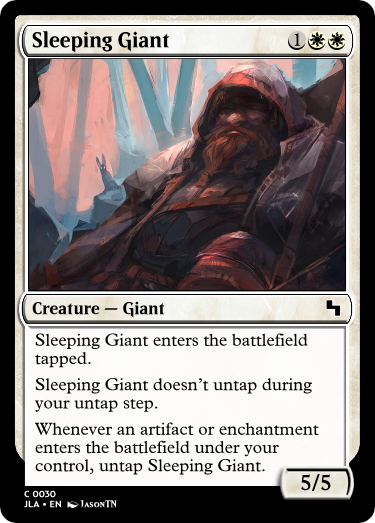 Sleeping Giant 1
Creature — Giant
Sleeping Giant enters the battlefield
tapped.
Sleeping Giant doesn't untap during
your untap step.
Whenever an artifact or enchantment
enters the battlefield under your
control, untap Sleeping Giant.
5/5
C 0030
JLA • EN JASONTN